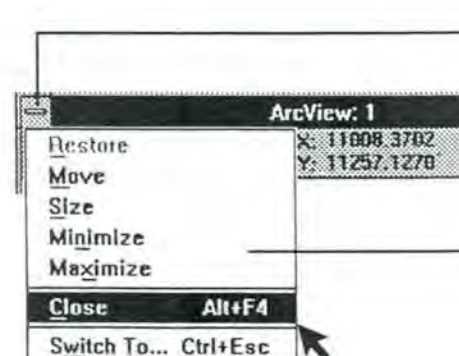 ArcView: 1
X: 11008.3702
Y: 11257.1270
Restore
Move
Size
Minimize
Maximize
Close Alt+F4
Switch To... Ctrl+Esc